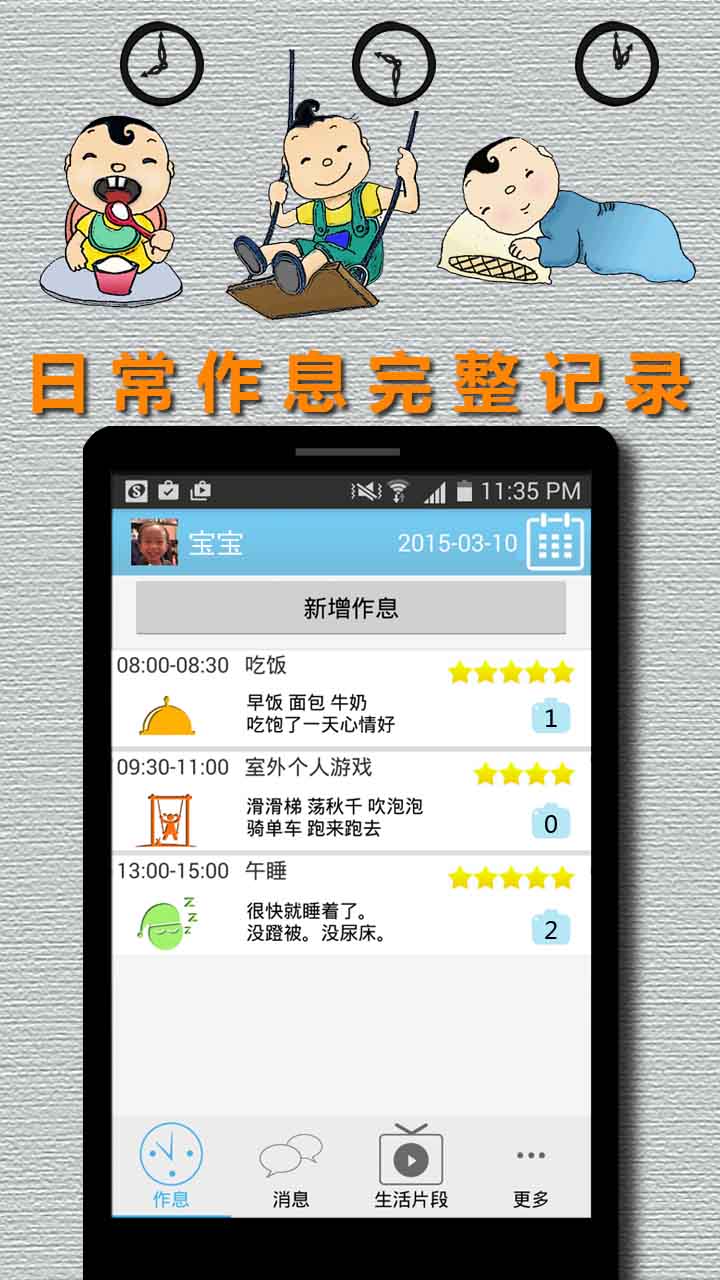 日常作息完整记录
11:35 PM
宝宝 2015-03-10
新增作息
08:00-08:30 吃饭
早饭 面包 牛奶
吃饱了一天心情好
1
09:30-11:00 室外个人游戏
滑滑梯 荡秋千 吹泡泡
骑单车 跑来跑去
0
13:00-15:00 午睡
很快就睡着了。
没蹬被。没尿床。
2
作息 消息 生活片段 更多